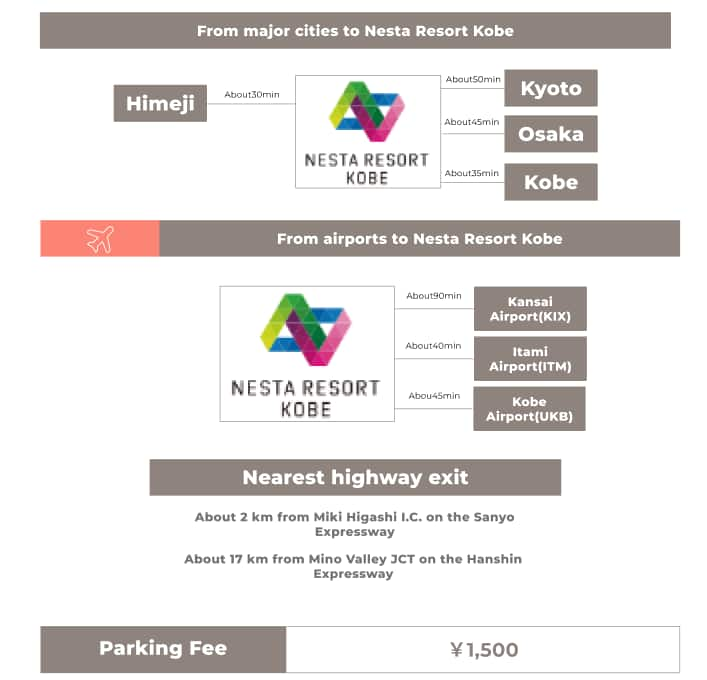 From major cities to Nesta Resort Kobe
Himeji
About30min
NESTA RESORT
KOBE
About50min
Kyoto
About45min
Osaka
About35min
Kobe
From airports to Nesta Resort Kobe
NESTA RESORT
KOBE
About90min
Kansai
Airport(KIX)
About40min
Itami
Airport(ITM)
Abou45min
Kobe
Airport(UKB)
Nearest highway exit
About 2 km from Miki Higashi I.C. on the Sanyo
Expressway
About 17 km from Mino Valley JCT on the Hanshin
Expressway
Parking Fee
¥1,500